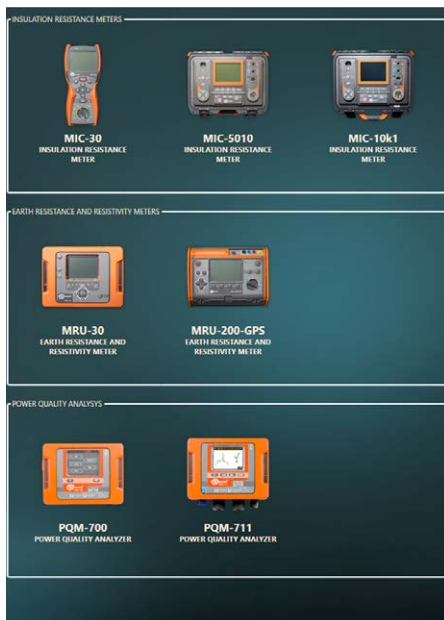 INSULATION RESISTANCE METERS
MIC-30
INSULATION RESISTANCE
METER
MIC-5010
INSULATION RESISTANCE
METER
MIC-10k1
INSULATION RESISTANCE
METER
EARTH RESISTANCE AND RESISTIVITY METERS
MRU-30
EARTH RESISTANCE AND
RESISTIVITY METER
MRU-200-GPS
EARTH RESISTANCE AND
RESISTIVITY METER
POWER QUALITY ANALYSYS
PQM-700
POWER QUALITY ANALYZER
PQM-711
POWER QUALITY ANALYZER